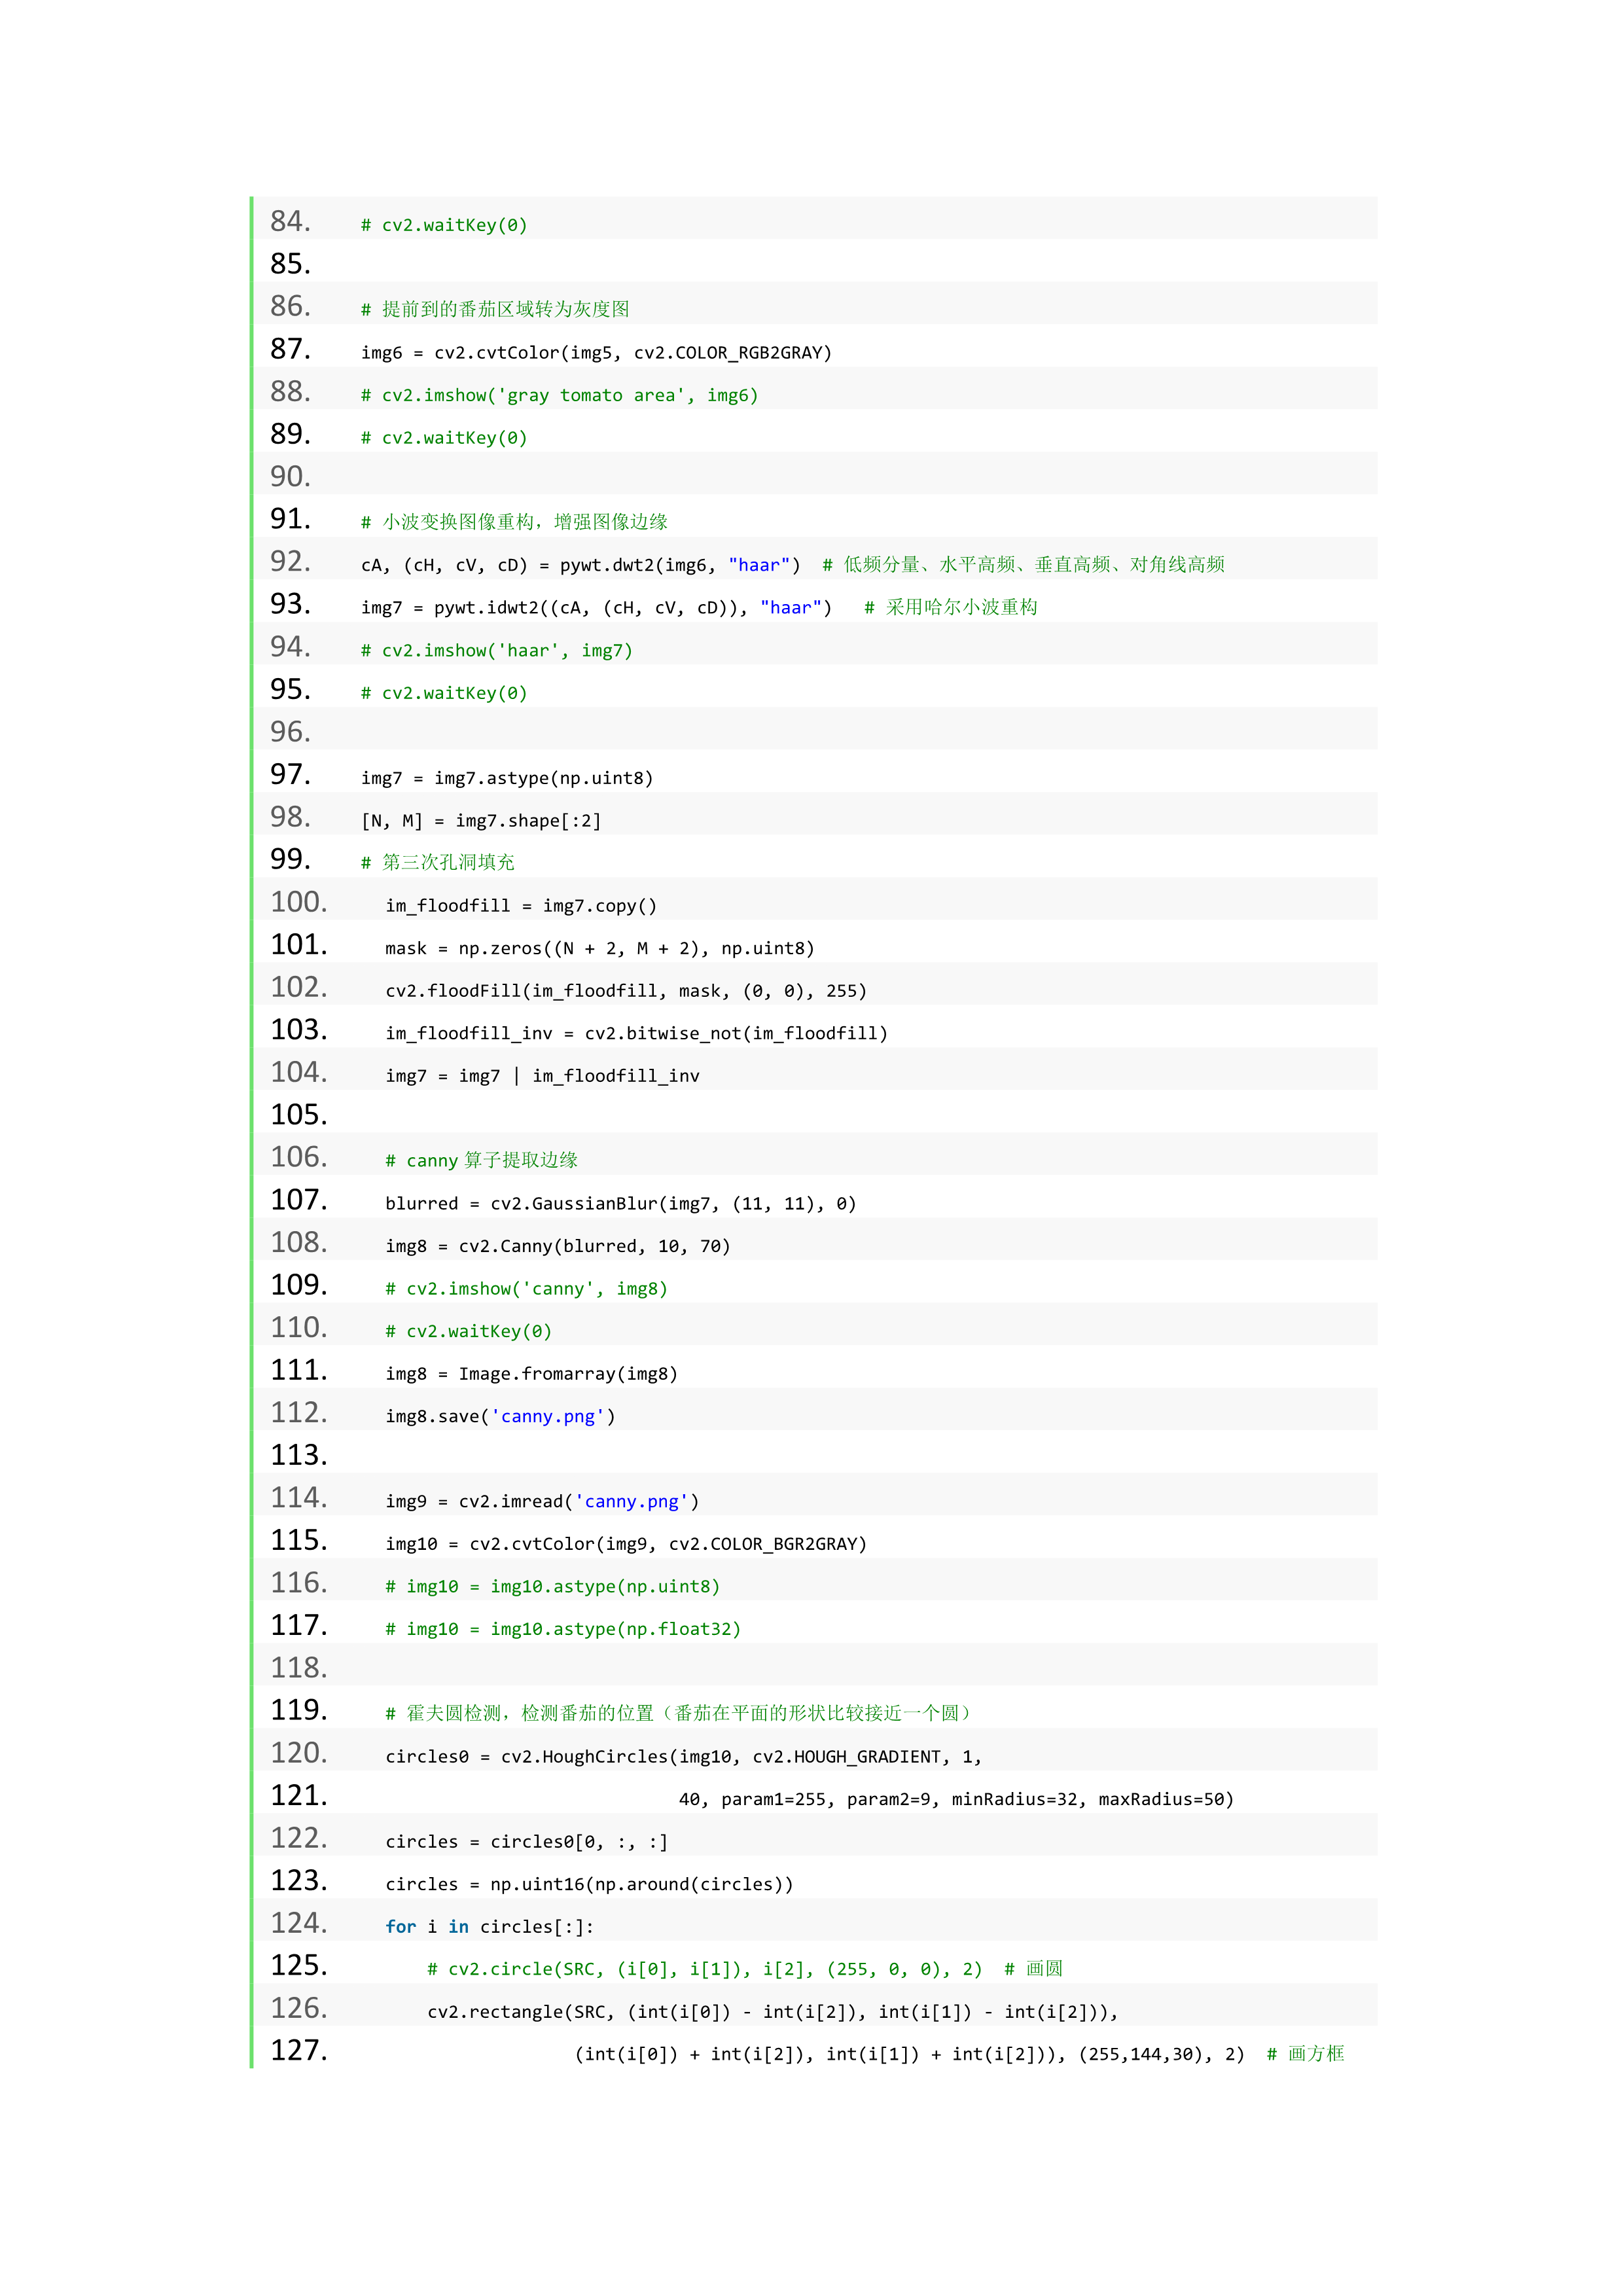 84. # cv2.waitKey(0)
85.
86. # 提前到的番茄区域转为灰度图
87. img6 = cv2.cvtColor(img5, cv2.COLOR_RGB2GRAY)
88. # cv2.imshow('gray tomato area', img6)
89. # cv2.waitKey(0)
90.
91. # 小波变换图像重构，增强图像边缘
92. cA, (cH, cV, cD) = pywt.dwt2(img6, "haar")  # 低频分量、水平高频、垂直高频、对角线高频
93. img7 = pywt.idwt2((cA, (cH, cV, cD)), "haar")   # 采用哈尔小波重构
94. # cv2.imshow('haar', img7)
95. # cv2.waitKey(0)
96.
97. img7 = img7.astype(np.uint8)
98. [N, M] = img7.shape[:2]
99. # 第三次孔洞填充
100. im_floodfill = img7.copy()
101. mask = np.zeros((N + 2, M + 2), np.uint8)
102. cv2.floodFill(im_floodfill, mask, (0, 0), 255)
103. im_floodfill_inv = cv2.bitwise_not(im_floodfill)
104. img7 = img7 | im_floodfill_inv
105.
106. # canny 算子提取边缘
107. blurred = cv2.GaussianBlur(img7, (11, 11), 0)
108. img8 = cv2.Canny(blurred, 10, 70)
109. # cv2.imshow('canny', img8)
110. # cv2.waitKey(0)
111. img8 = Image.fromarray(img8)
112. img8.save('canny.png')
113.
114. img9 = cv2.imread('canny.png')
115. img10 = cv2.cvtColor(img9, cv2.COLOR_BGR2GRAY)
116. # img10 = img10.astype(np.uint8)
117. # img10 = img10.astype(np.float32)
118.
119. # 霍夫圆检测，检测番茄的位置（番茄在平面的形状比较接近一个圆）
120. circles0 = cv2.HoughCircles(img10, cv2.HOUGH_GRADIENT, 1,
121.                             40, param1=255, param2=9, minRadius=32, maxRadius=50)
122. circles = circles0[0, :, :]
123. circles = np.uint16(np.around(circles))
124. for i in circles[:]:
125.     # cv2.circle(SRC, (i[0], i[1]), i[2], (255, 0, 0), 2)  # 画圆
126.     cv2.rectangle(SRC, (int(i[0]) - int(i[2]), int(i[1]) - int(i[2])),
127.                   (int(i[0]) + int(i[2]), int(i[1]) + int(i[2])), (255,144,30), 2)  # 画方框